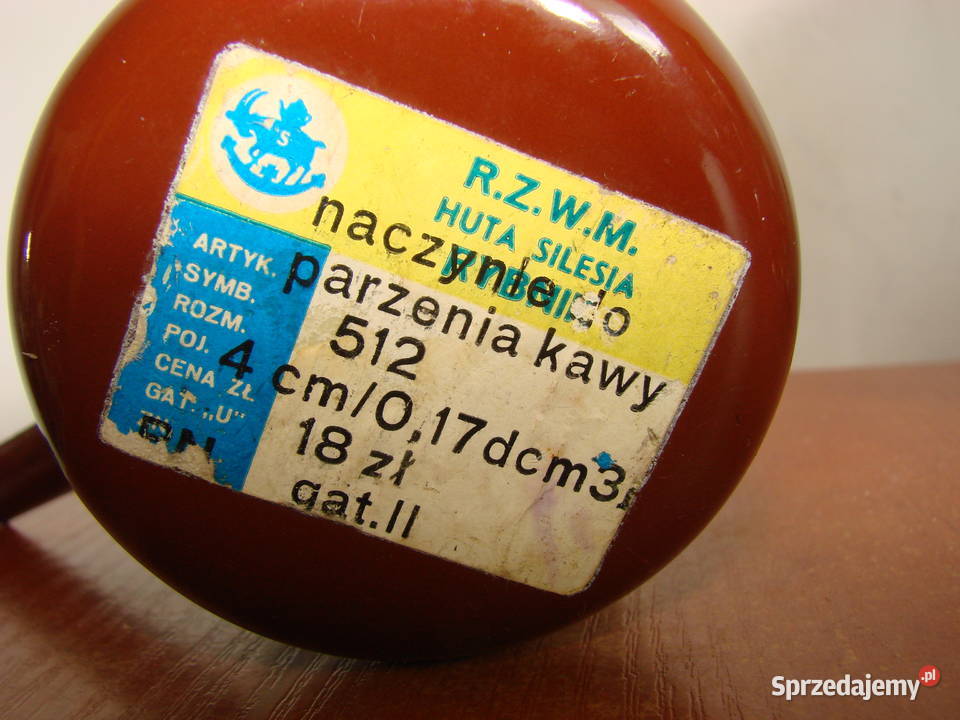 S
R.Z.W.M.
HUTA SILESIA
naczynie do
parzenia kawy
512
4 cm/0,17dcm3
18 zł
gat.II
ARTYK.
SYMB.
ROZM.
POJ.
CENA ZŁ
GAT. „U"
Sprzedajemy.pl